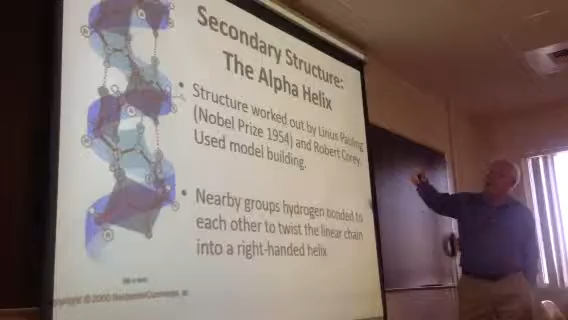 Secondary Structure:
The Alpha Helix
• Structure worked out by Linus Pauling
(Nobel Prize 1954) and Robert Corey.
Used model building.
• Nearby groups hydrogen bonded to
each other to twist the linear chain
into a right-handed helix